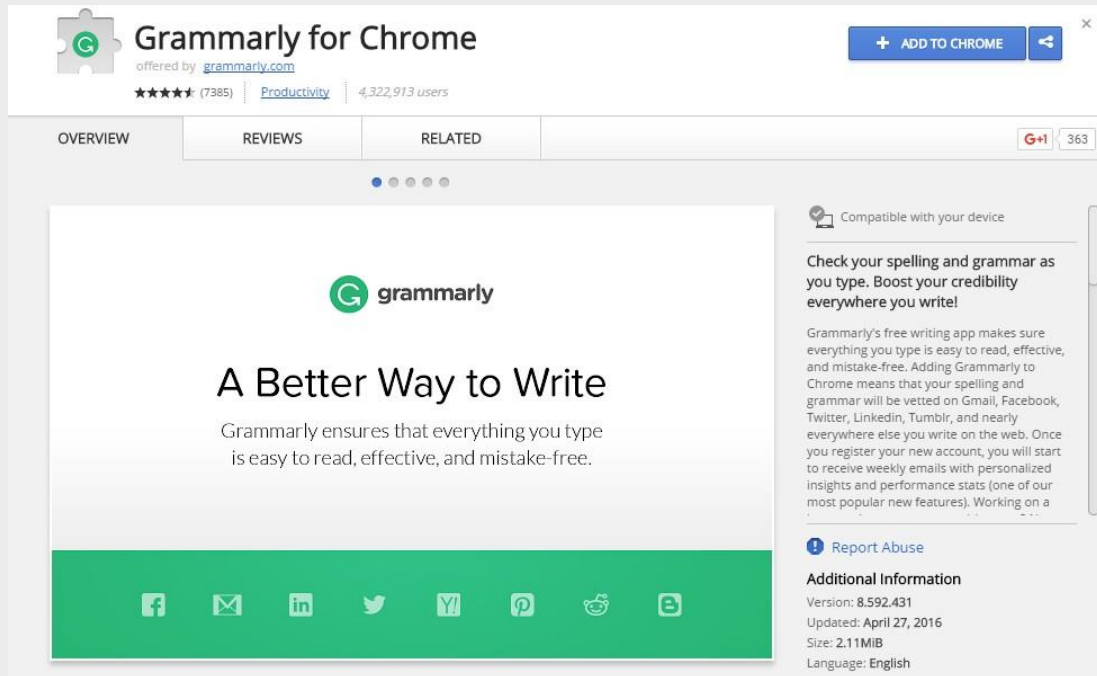 Grammarly for Chrome
offered by grammarly.com
(7385) Productivity 4,322,913 users
+ ADD TO CHROME
OVERVIEW REVIEWS RELATED
G+1 363
grammarly
A Better Way to Write
Grammarly ensures that everything you type
is easy to read, effective, and mistake-free.
Compatible with your device
Check your spelling and grammar as
you type. Boost your credibility
everywhere you write!
Grammarly's free writing app makes sure
everything you type is easy to read, effective,
and mistake-free. Adding Grammarly to
Chrome means that your spelling and
grammar will be vetted on Gmail, Facebook,
Twitter, Linkedin, Tumblr, and nearly
everywhere else you write on the web. Once
you register your new account, you will start
to receive weekly emails with personalized
insights and performance stats (one of our
most popular new features). Working on a
Report Abuse
Additional Information
Version: 8.592.431
Updated: April 27, 2016
Size: 2.11MiB
Language: English